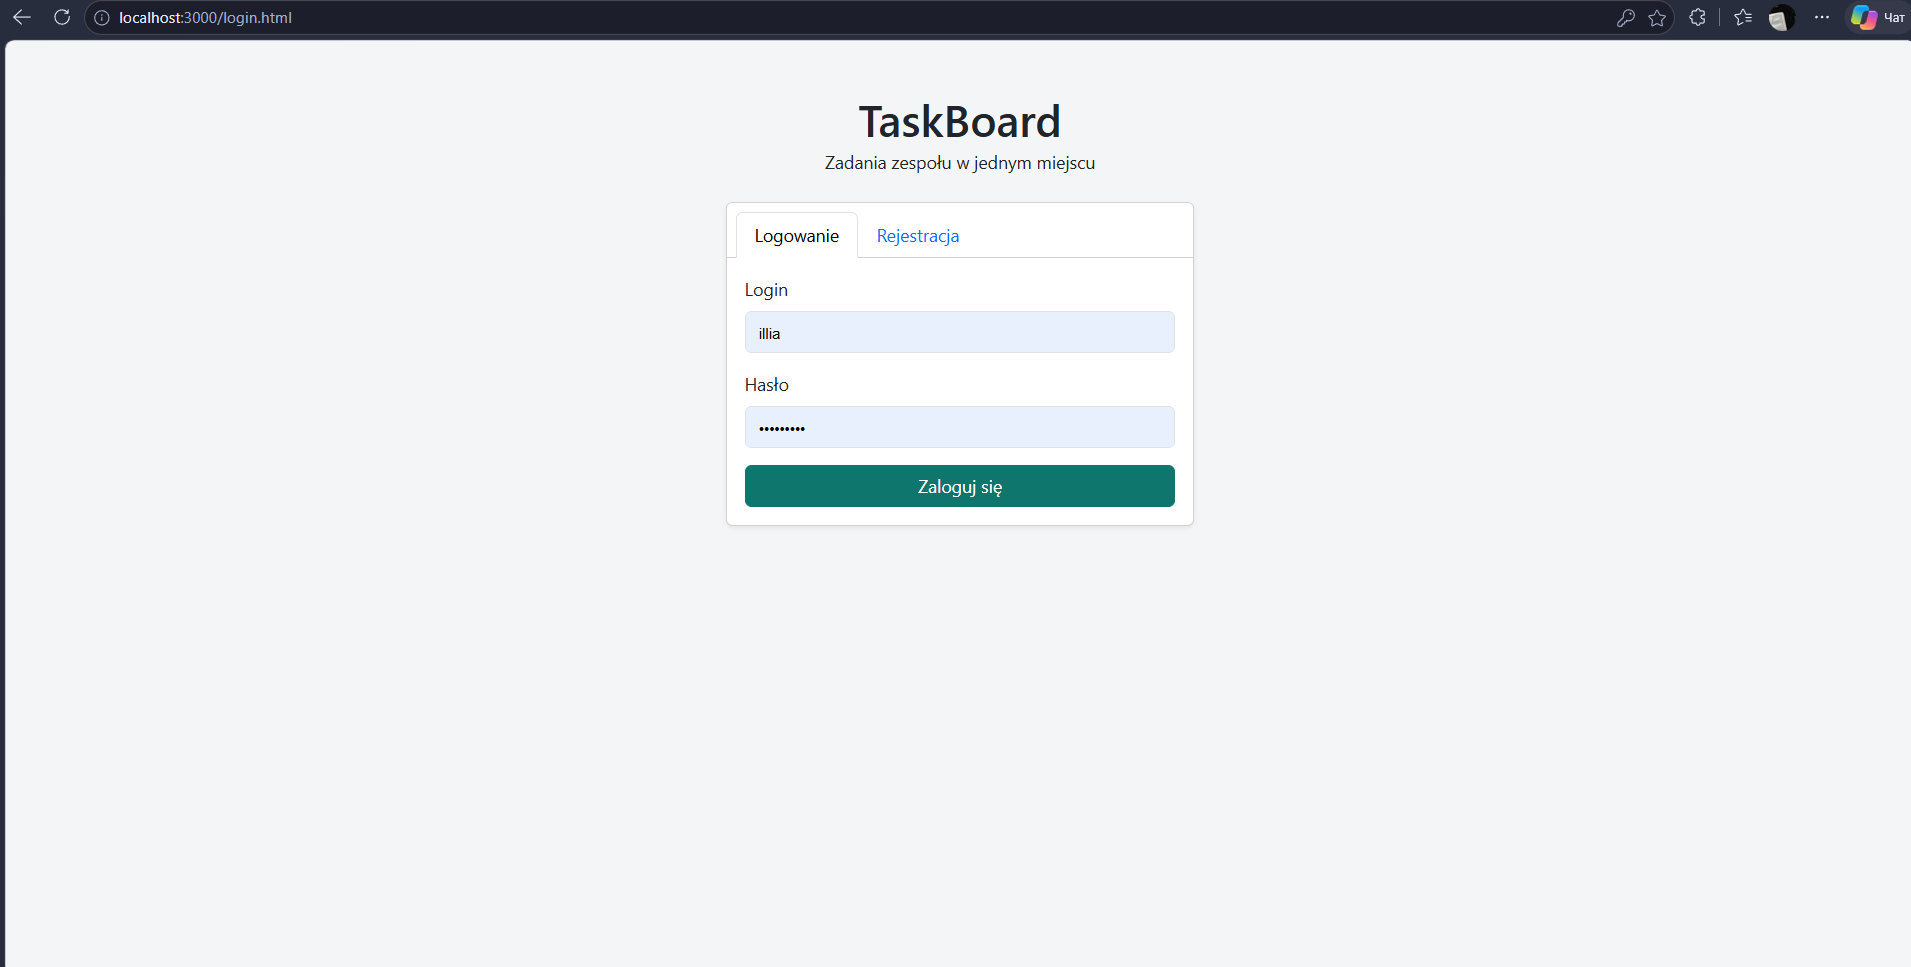 localhost:3000/login.html
Чат
TaskBoard
Zadania zespołu w jednym miejscu
Logowanie
Rejestracja
Login
illia
Hasło
•••••••••
Zaloguj się